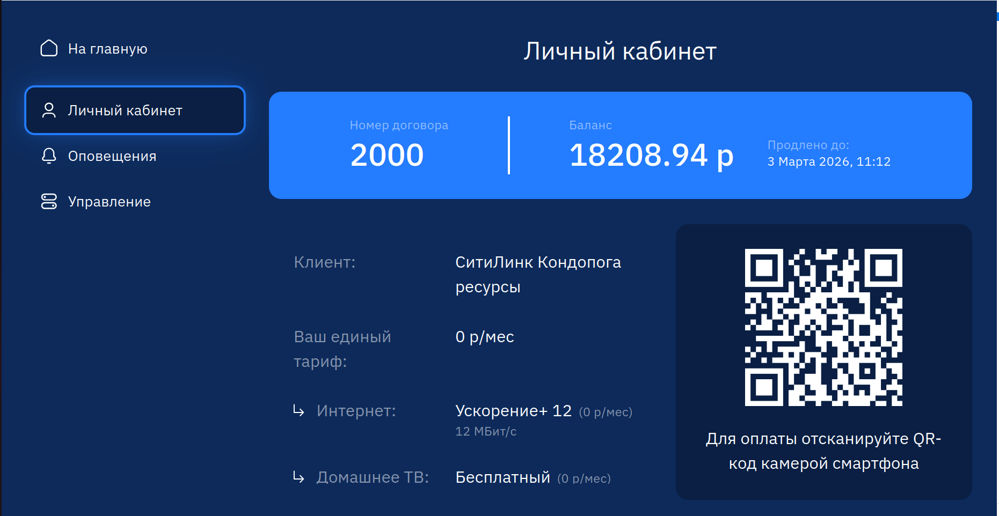 На главную
Личный кабинет
Оповещения
Управление
Личный кабинет
Номер договора
2000
Баланс
18208.94 р
Продлено до:
3 Марта 2026, 11:12
Клиент:
СитиЛинк Кондопога
ресурсы
Ваш единый
тариф:
0 р/мес
Интернет:
Ускорение+ 12 (0 р/мес)
12 МБит/с
Домашнее ТВ:
Бесплатный (0 р/мес)
Для оплаты отсканируйте QR-
код камерой смартфона